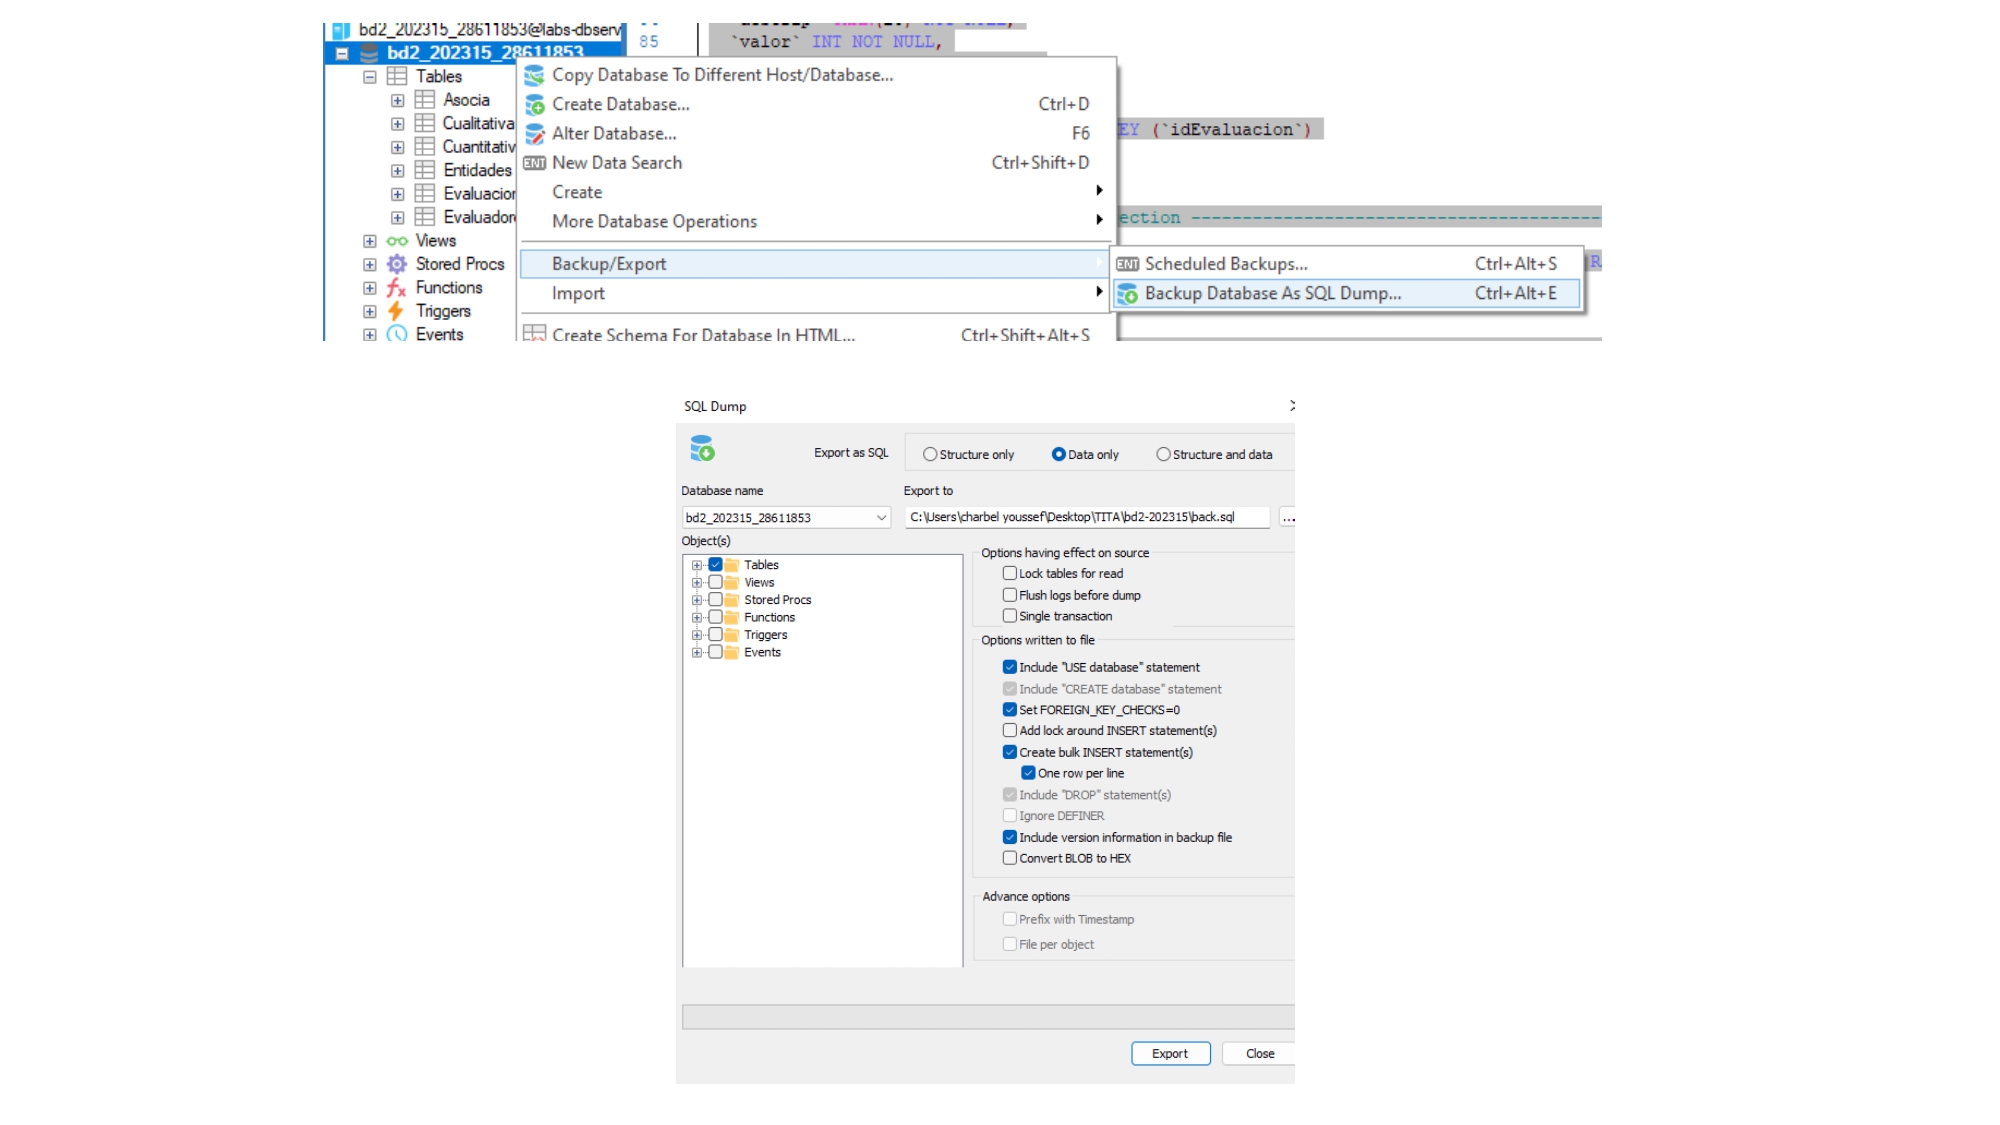 bd2_202315_28611853@labs-dbserv
bd2_202315_28611853
Tables
Asocia
Cualitativa
Cuantitativ
Entidades
Evaluacion
Evaluador
Views
Stored Procs
Functions
Triggers
Events
85
`valor` INT NOT NULL,
EY (`idEvaluacion`)
ection ----------------------------------------
Copy Database To Different Host/Database...
Create Database... Ctrl+D
Alter Database... F6
ENT New Data Search Ctrl+Shift+D
Create
More Database Operations
Backup/Export
Import
Create Schema For Database In HTML... Ctrl+Shift+Alt+S
ENT Scheduled Backups... Ctrl+Alt+S
Backup Database As SQL Dump... Ctrl+Alt+E
R
SQL Dump
Export as SQL
Structure only
Data only
Structure and data
Database name
Export to
bd2_202315_28611853
C:\Users\charbel youssef\Desktop\TITA\bd2-202315\back.sql
...
Object(s)
Tables
Views
Stored Procs
Functions
Triggers
Events
Options having effect on source
Lock tables for read
Flush logs before dump
Single transaction
Options written to file
Include "USE database" statement
Include "CREATE database" statement
Set FOREIGN_KEY_CHECKS=0
Add lock around INSERT statement(s)
Create bulk INSERT statement(s)
One row per line
Include "DROP" statement(s)
Ignore DEFINER
Include version information in backup file
Convert BLOB to HEX
Advance options
Prefix with Timestamp
File per object
Export
Close